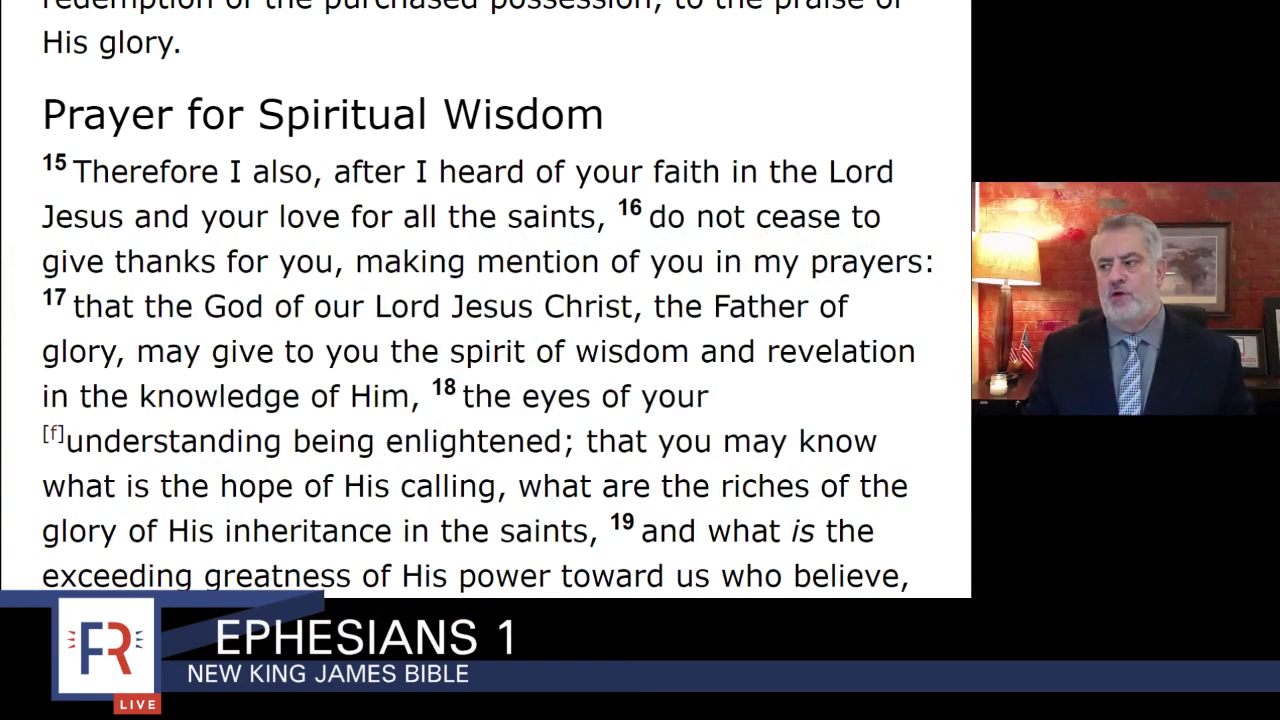 redemption of the purchased possession, to the praise of
His glory.
Prayer for Spiritual Wisdom
15 Therefore I also, after I heard of your faith in the Lord
Jesus and your love for all the saints, 16 do not cease to
give thanks for you, making mention of you in my prayers:
17 that the God of our Lord Jesus Christ, the Father of
glory, may give to you the spirit of wisdom and revelation
in the knowledge of Him, 18 the eyes of your
[f]understanding being enlightened; that you may know
what is the hope of His calling, what are the riches of the
glory of His inheritance in the saints, 19 and what is the
exceeding greatness of His power toward us who believe,
EPHESIANS 1
NEW KING JAMES BIBLE
FR
LIVE